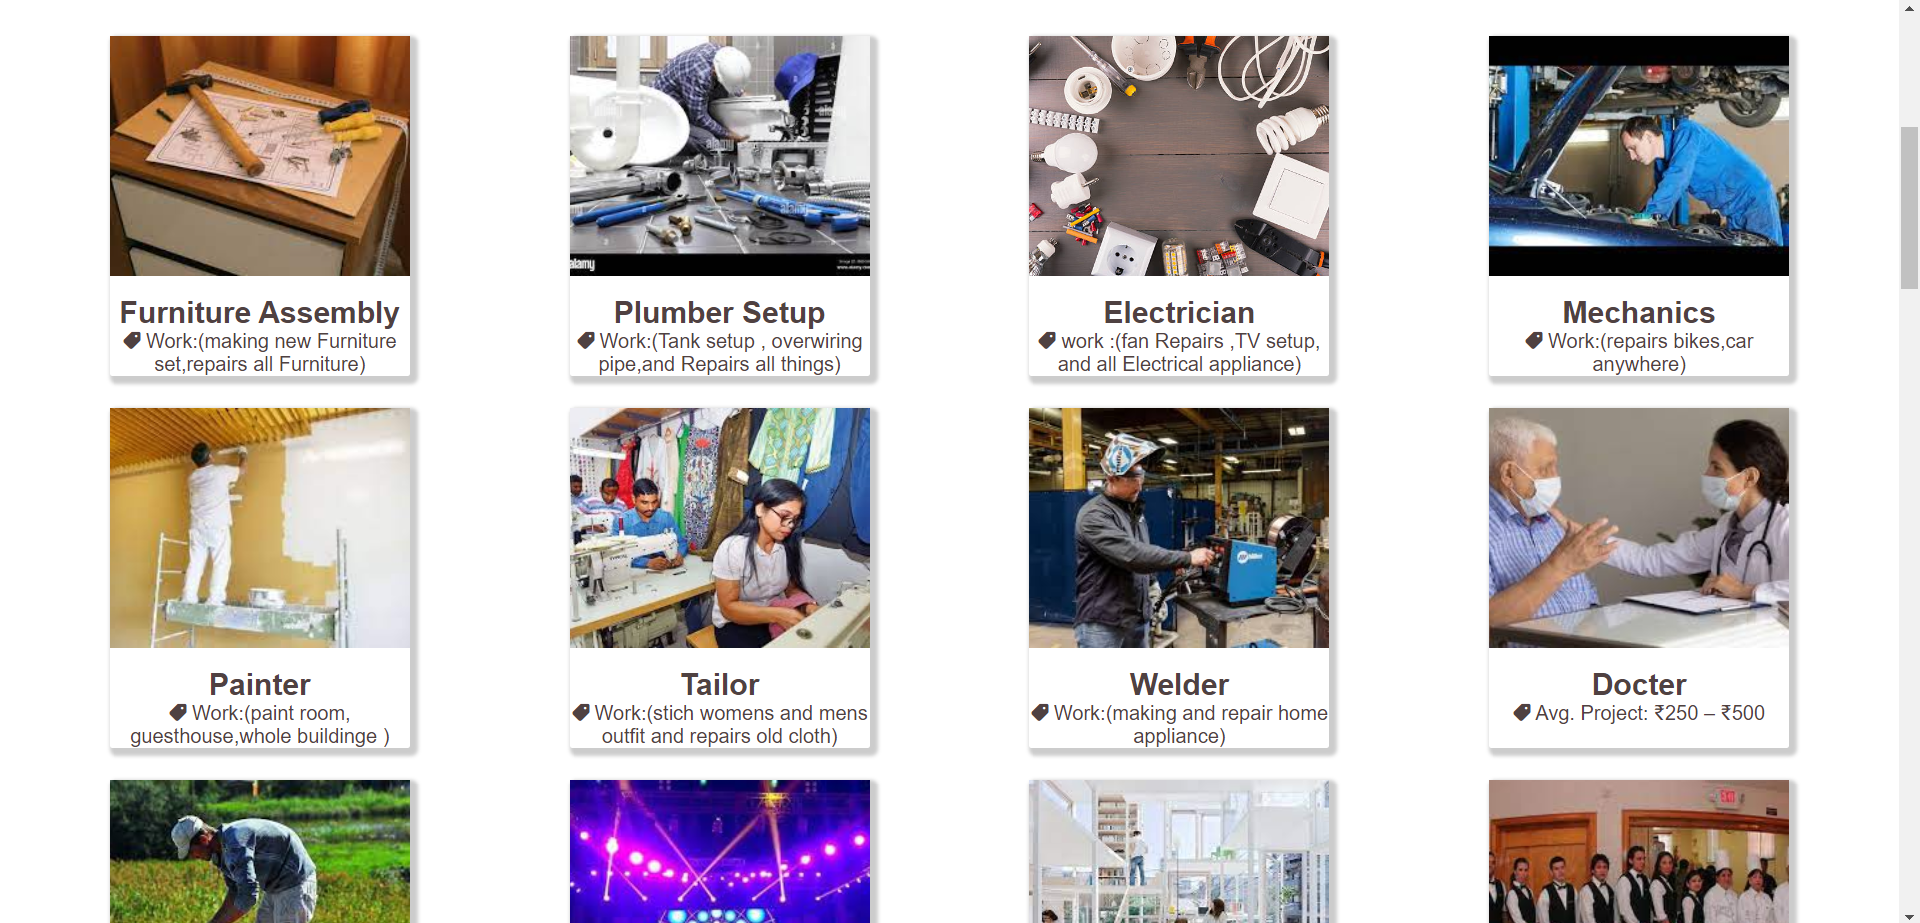 alamy
alamy
alamy
Furniture Assembly
Work:(making new Furniture
set,repairs all Furniture)
Plumber Setup
Work:(Tank setup , overwiring
pipe,and Repairs all things)
Electrician
work :(fan Repairs ,TV setup,
and all Electrical appliance)
Mechanics
Work:(repairs bikes,car
anywhere)
Painter
Work:(paint room,
guesthouse,whole buildinge )
Tailor
Work:(stich womens and mens
outfit and repairs old cloth)
Welder
Work:(making and repair home
appliance)
Docter
Avg. Project: ₹250 – ₹500
EXIT